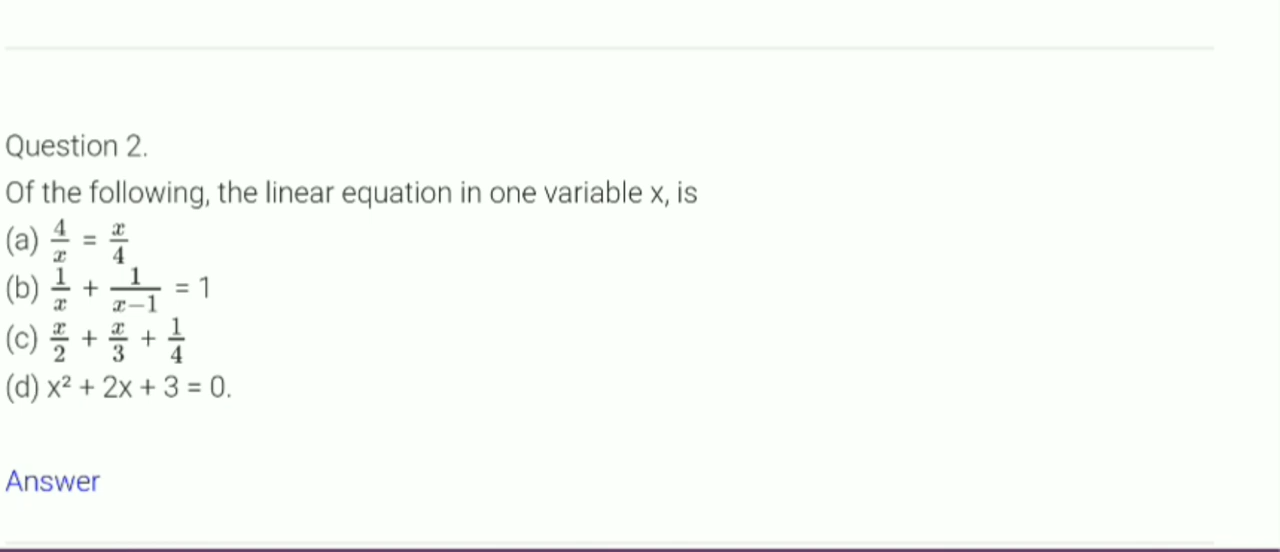 Question 2.
Of the following, the linear equation in one variable x, is
(a) 4/x = x/4
(b) 1/x + 1/(x−1) = 1
(c) x/2 + x/3 + 1/4
(d) x² + 2x + 3 = 0.
Answer